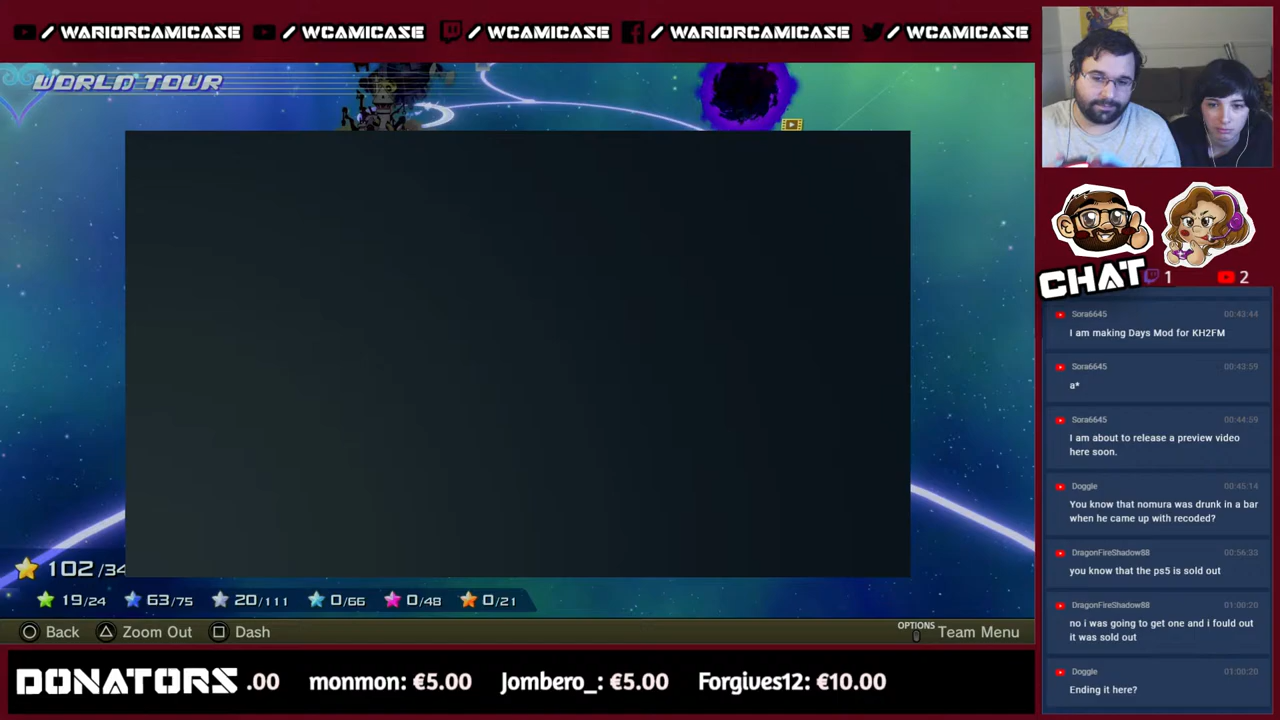 / WARIORCAMICASE / WCAMICASE / WCAMICASE / WARIORCAMICASE / WCAMICASE
WORLD TOUR
CHAT 1 2
Sora6645 00:43:44
I am making Days Mod for KH2FM
Sora6645 00:43:59
a*
Sora6645 00:44:59
I am about to release a preview video
here soon.
Doggle 00:45:14
You know that nomura was drunk in a bar
when he came up with recoded?
DragonFireShadow88 00:56:33
you know that the ps5 is sold out
DragonFireShadow88 01:00:20
no i was going to get one and i fould out
it was sold out
Doggle 01:08:20
Ending it here?
102/34
19/24 63/75 20/111 0/66 0/48 0/21
Back Zoom Out Dash OPTIONS Team Menu
DONATORS .00 monmon: €5.00 Jombero_: €5.00 Forgives12: €10.00